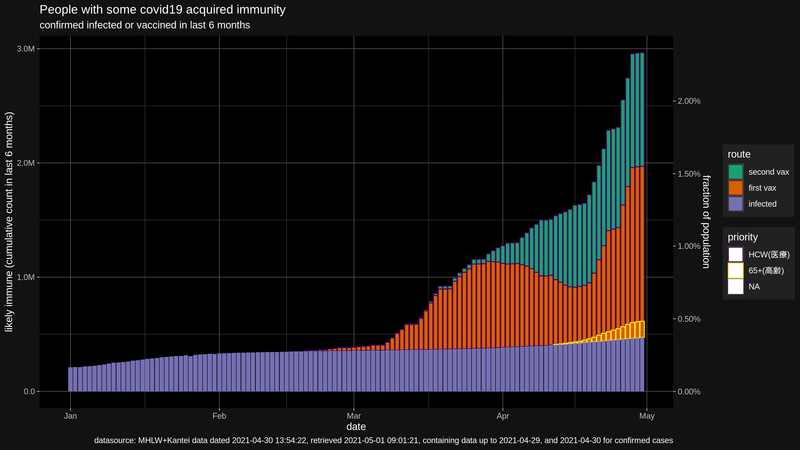 People with some covid19 acquired immunity
confirmed infected or vaccined in last 6 months
likely immune (cumulative count in last 6 months)
3.0M
2.0M
1.0M
0.0
2.00%
1.50%
1.00%
0.50%
0.00%
fraction of population
Jan
Feb
Mar
Apr
May
date
route
second vax
first vax
infected
priority
HCW(医療)
65+(高齢)
NA
datasource: MHLW+Kantei data dated 2021-04-30 13:54:22, retrieved 2021-05-01 09:01:21, containing data up to 2021-04-29, and 2021-04-30 for confirmed cases